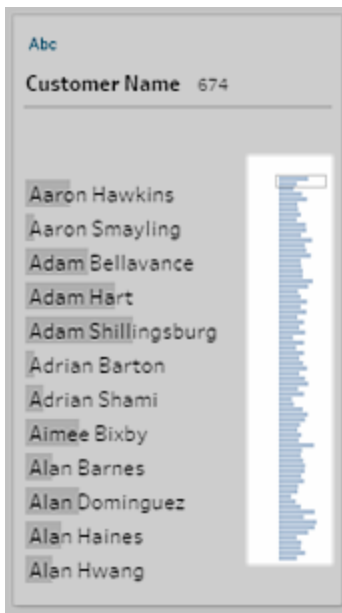 Abc
Customer Name 674
Aaron Hawkins
Aaron Smayling
Adam Bellavance
Adam Hart
Adam Shillingsburg
Adrian Barton
Adrian Shami
Aimee Bixby
Alan Barnes
Alan Dominguez
Alan Haines
Alan Hwang